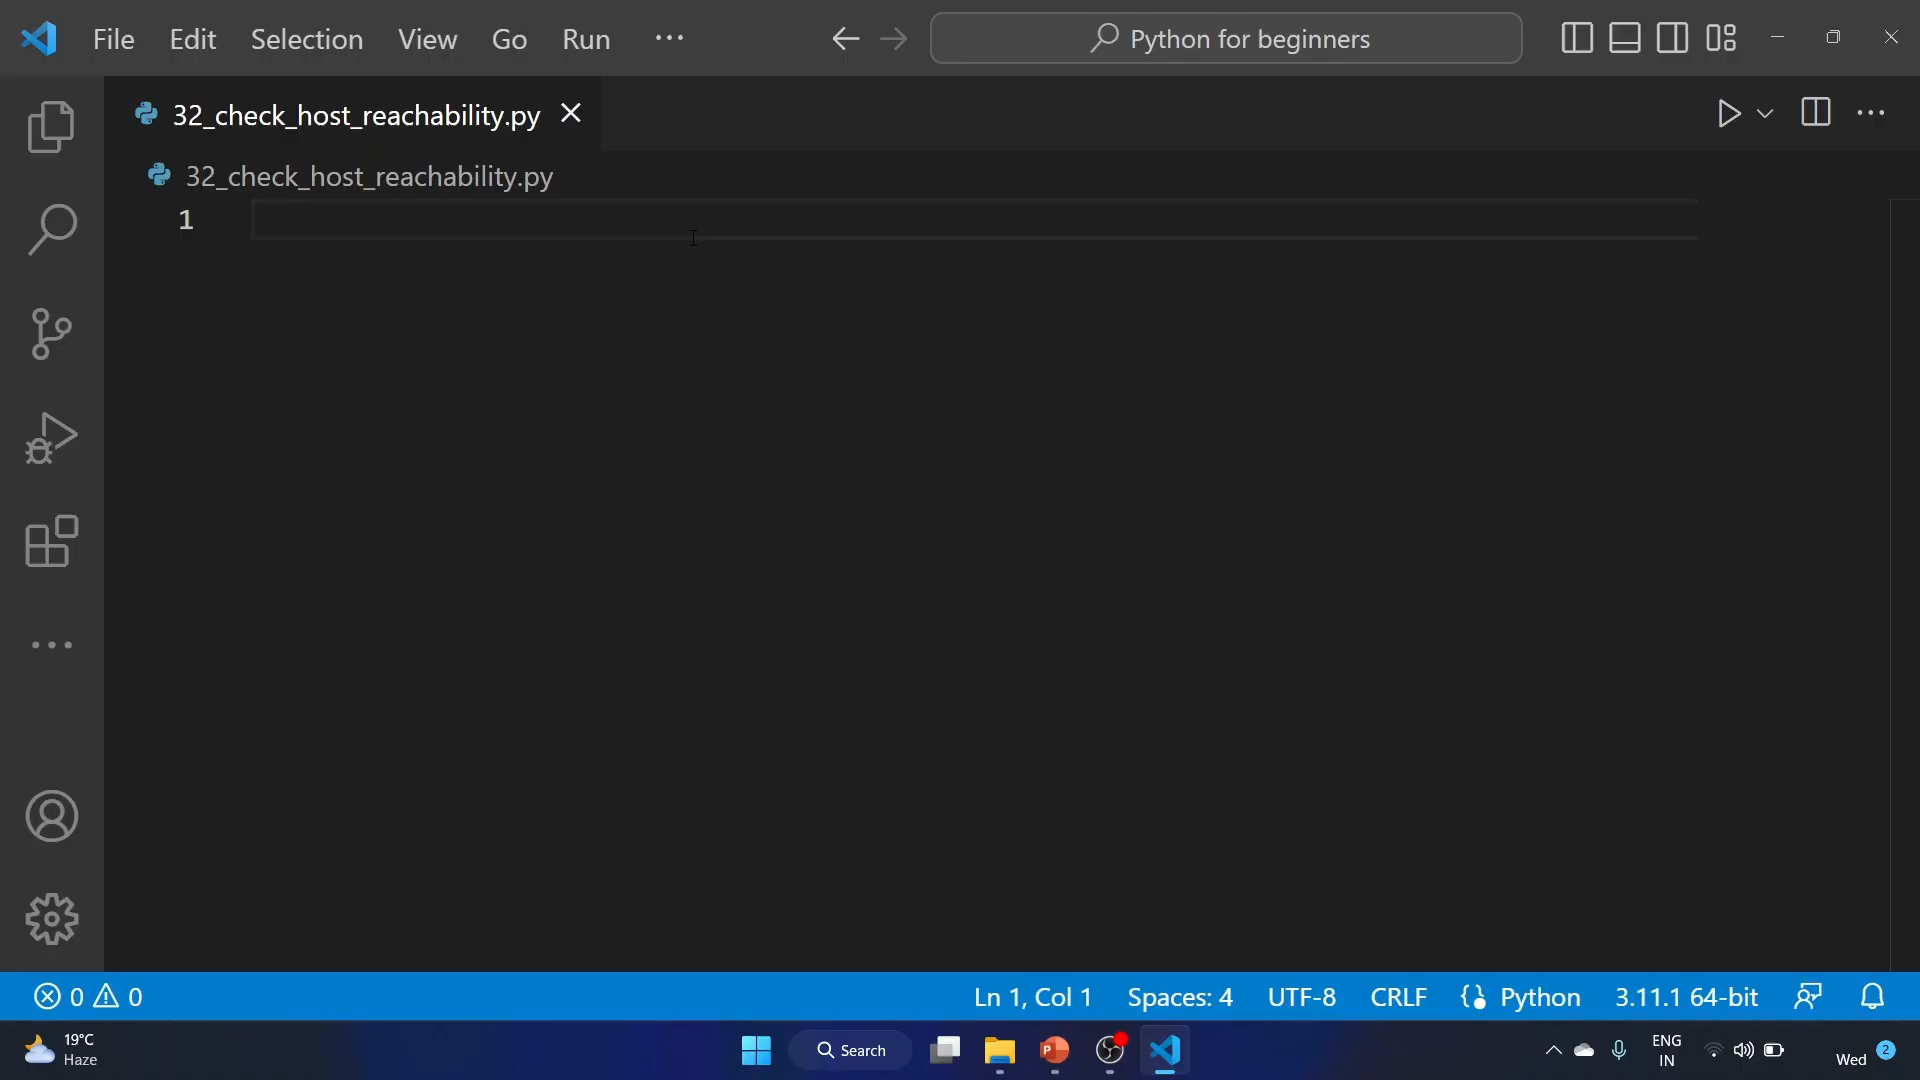 File Edit Selection View Go Run ··· Python for beginners
32_check_host_reachability.py
32_check_host_reachability.py
1
0 0 Ln 1, Col 1 Spaces: 4 UTF-8 CRLF Python 3.11.1 64-bit
19°C
Haze
Search
P
ENG
IN
Wed 2